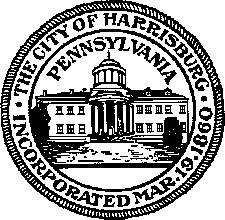 · THE CITY OF HARRISBURG ·
PENNSYLVANIA
INCORPORATED MAR. 19. 1860